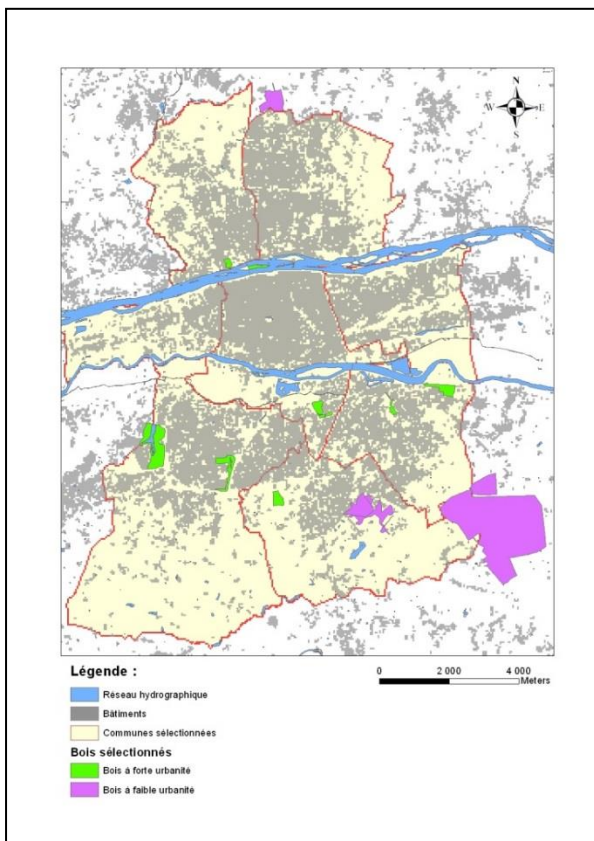 N
W E
S
Légende :
0 2 000 4 000
Meters
Réseau hydrographique
Bâtiments
Communes sélectionnées
Bois sélectionnés
Bois à forte urbanité
Bois à faible urbanité